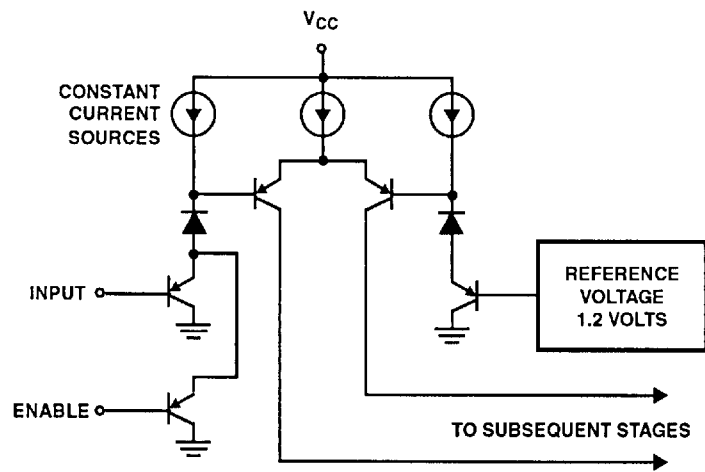 VCC
CONSTANT
CURRENT
SOURCES
INPUT
REFERENCE
VOLTAGE
1.2 VOLTS
ENABLE
TO SUBSEQUENT STAGES